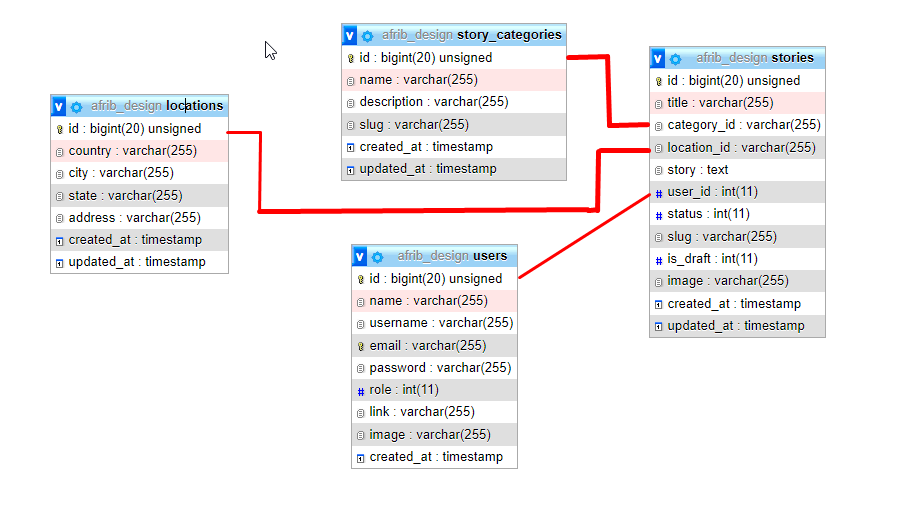 afrib_design locations
id : bigint(20) unsigned
country : varchar(255)
city : varchar(255)
state : varchar(255)
address : varchar(255)
created_at : timestamp
updated_at : timestamp
afrib_design story_categories
id : bigint(20) unsigned
name : varchar(255)
description : varchar(255)
slug : varchar(255)
created_at : timestamp
updated_at : timestamp
afrib_design users
id : bigint(20) unsigned
name : varchar(255)
username : varchar(255)
email : varchar(255)
password : varchar(255)
# role : int(11)
link : varchar(255)
image : varchar(255)
created_at : timestamp
afrib_design stories
id : bigint(20) unsigned
title : varchar(255)
category_id : varchar(255)
location_id : varchar(255)
story : text
# user_id : int(11)
# status : int(11)
slug : varchar(255)
# is_draft : int(11)
image : varchar(255)
created_at : timestamp
updated_at : timestamp